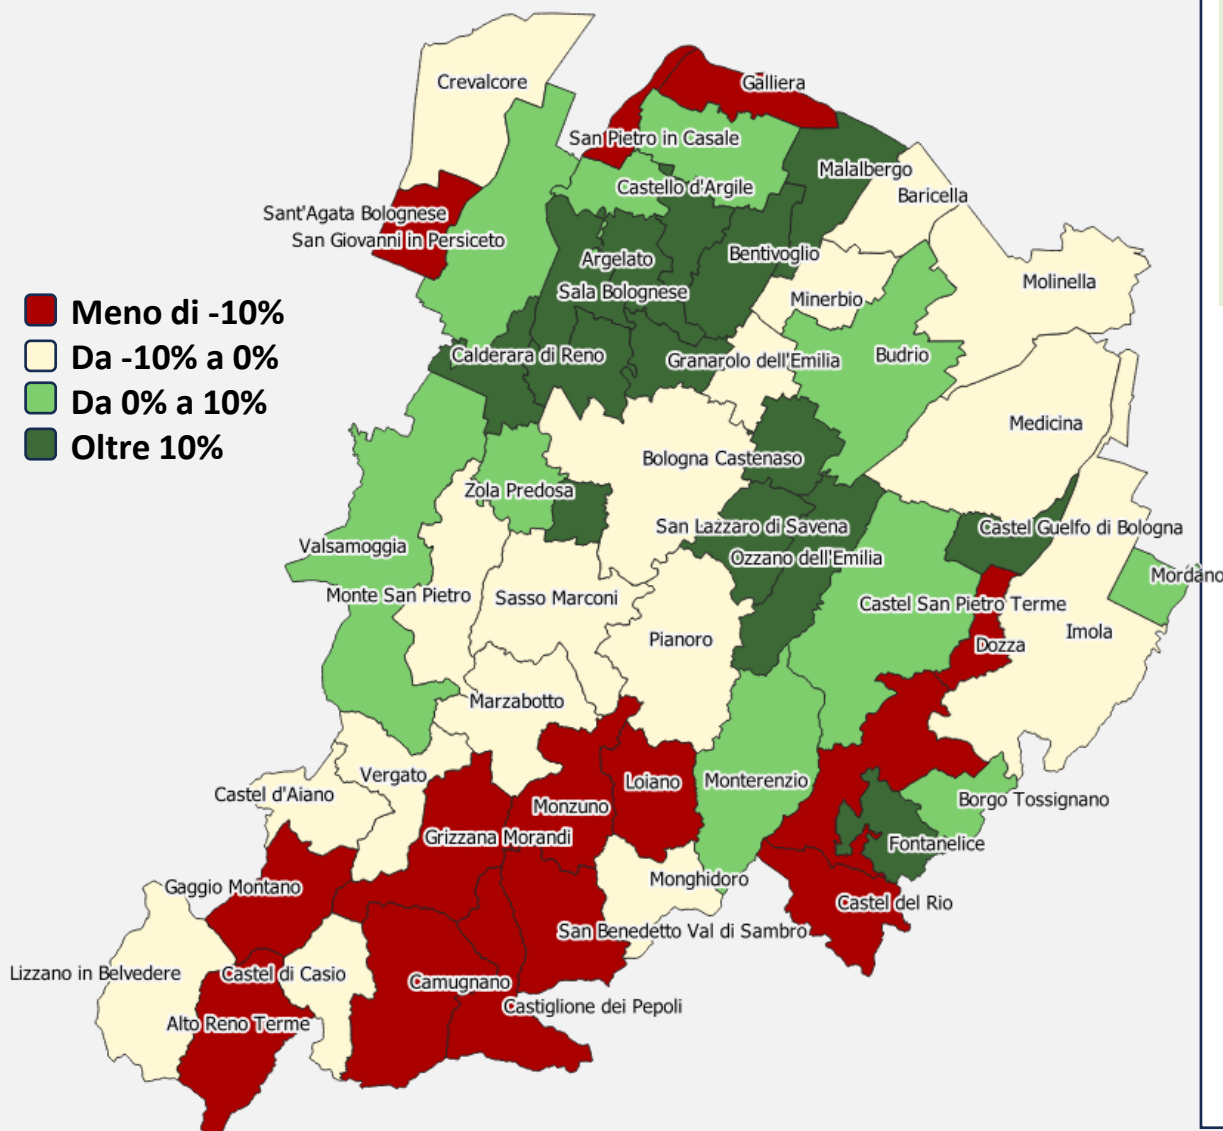 Crevalcore
Galliera
San Pietro in Casale
Malalbergo
Castello d'Argile
Baricella
Sant'Agata Bolognese
San Giovanni in Persiceto
Argelato
Bentivoglio
Molinella
Sala Bolognese
Minerbio
Meno di -10%
Da -10% a 0%
Da 0% a 10%
Oltre 10%
Calderara di Reno
Granarolo dell'Emilia
Budrio
Medicina
Bologna
Castenaso
Zola Predosa
San Lazzaro di Savena
Castel Guelfo di Bologna
Valsamoggia
Ozzano dell'Emilia
Mordano
Monte San Pietro
Sasso Marconi
Castel San Pietro Terme
Imola
Pianoro
Dozza
Marzabotto
Vergato
Loiano
Monterenzio
Castel d'Aiano
Monzuno
Borgo Tossignano
Grizzana Morandi
Fontanelice
Gaggio Montano
Monghidoro
Castel del Rio
San Benedetto Val di Sambro
Lizzano in Belvedere
Castel di Casio
Camugnano
Castiglione dei Pepoli
Alto Reno Terme